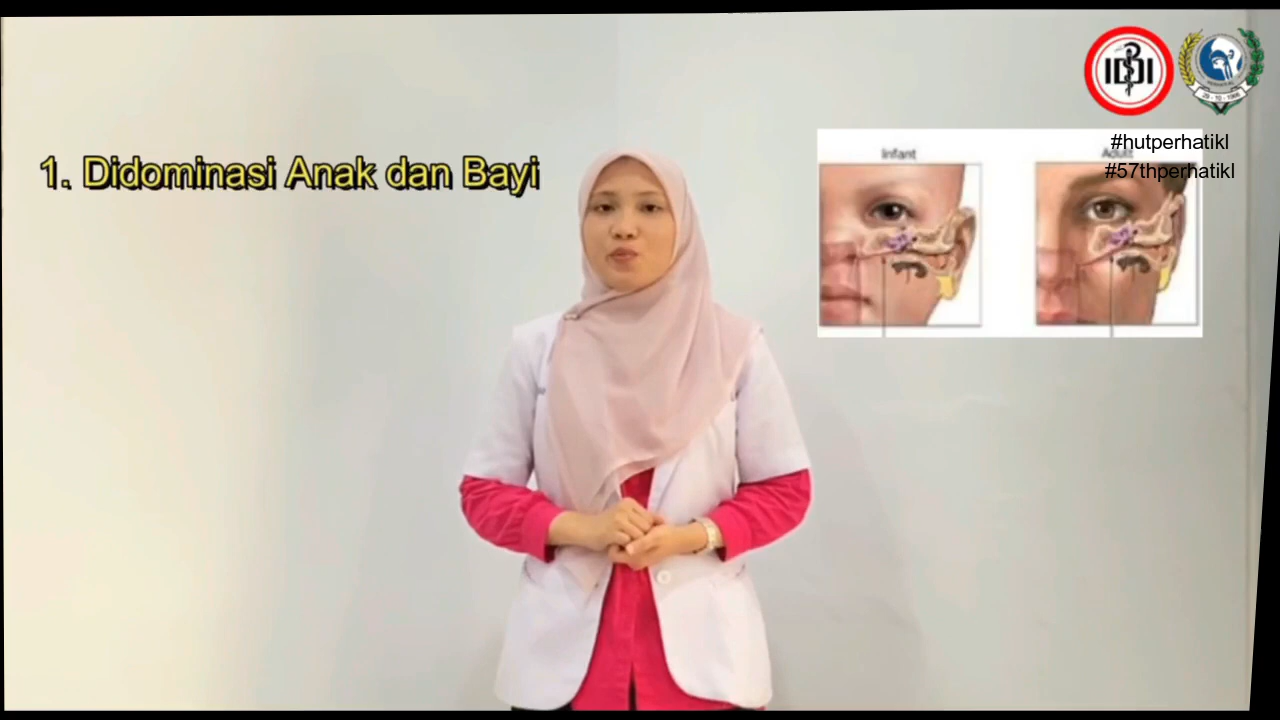 1. Didominasi Anak dan Bayi
IDI
#hutperhatikl
#57thperhatikl
Infant
Adult